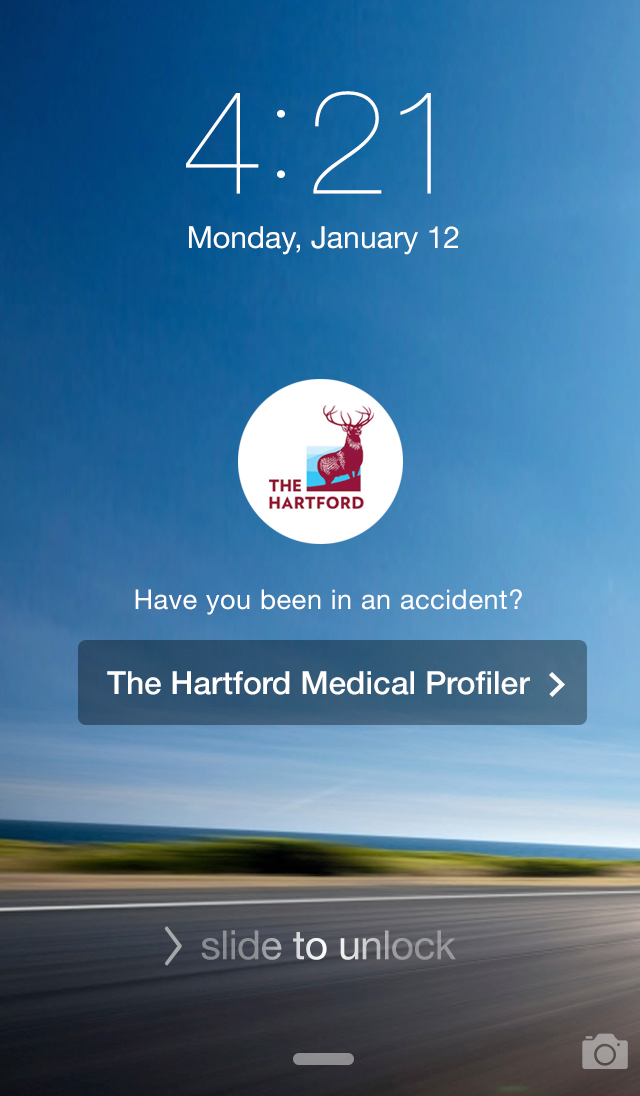 4:21
Monday, January 12
THE
HARTFORD
Have you been in an accident?
The Hartford Medical Profiler
slide to unlock